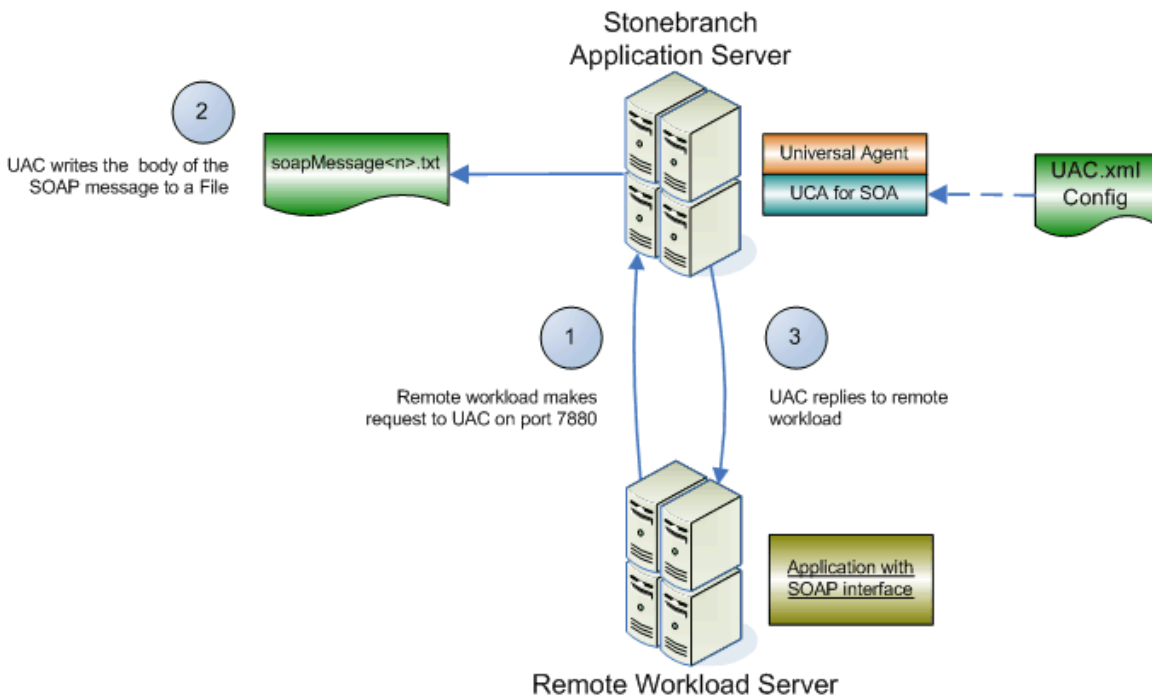 Stonebranch
Application Server
2
UAC writes the body of the
SOAP message to a File
soapMessage<n>.txt
Universal Agent
UCA for SOA
UAC.xml
Config
1
Remote workload makes
request to UAC on port 7880
3
UAC replies to remote
workload
Application with
SOAP interface
Remote Workload Server